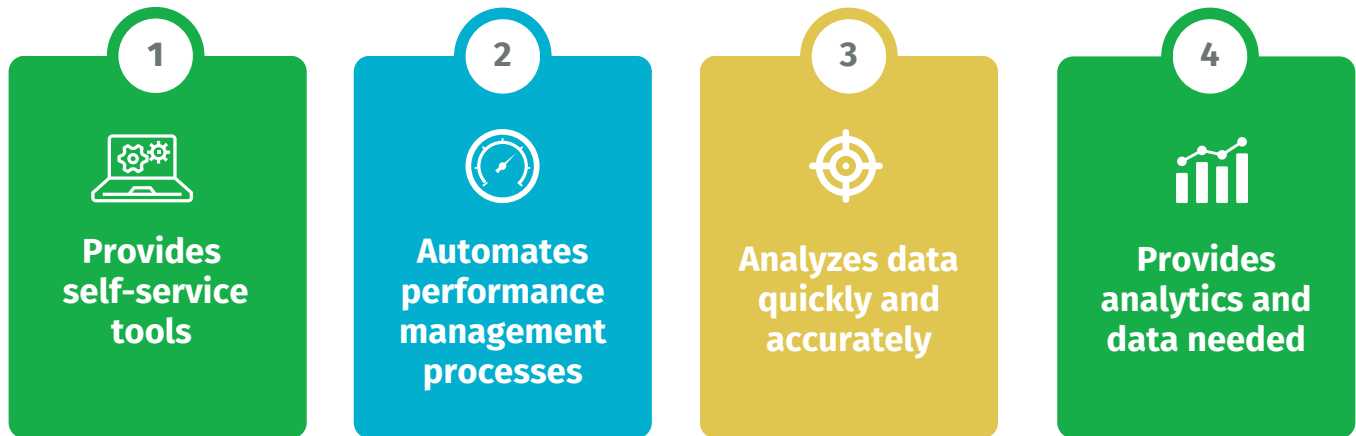 1
Provides
self-service
tools
2
Automates
performance
management
processes
3
Analyzes data
quickly and
accurately
4
Provides
analytics and
data needed